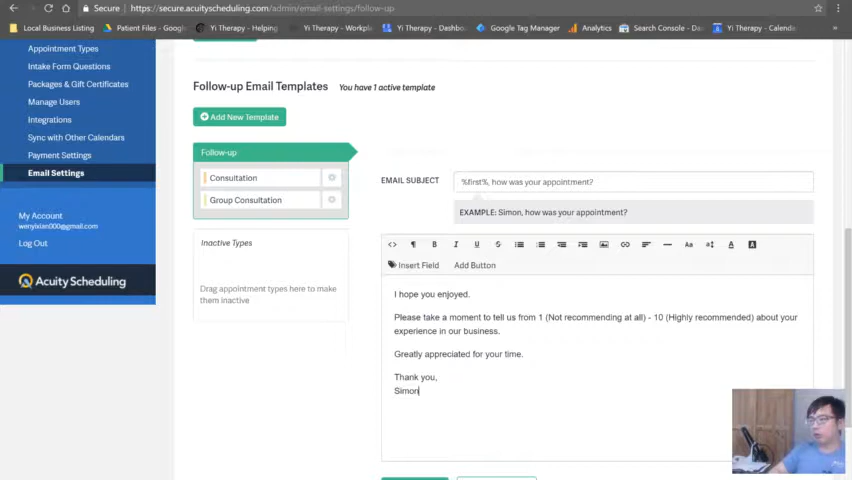 Secure https://secure.acuityscheduling.com/admin/email-settings/follow-up
Local Business Listing Patient Files - Google Yi Therapy - Helping Yi Therapy - Workpl Yi Therapy - Dashbo Google Tag Manager Analytics Search Console - Das Yi Therapy - Calenda
Appointment Types
Intake Form Questions
Packages & Gift Certificates
Manage Users
Integrations
Sync with Other Calendars
Payment Settings
Email Settings
My Account
wenyixian000@gmail.com
Log Out
Acuity Scheduling
Follow-up Email Templates You have 1 active template
Add New Template
Follow-up
Consultation
Group Consultation
Inactive Types
Drag appointment types here to
make them inactive
EMAIL SUBJECT %first%, how was your appointment?
EXAMPLE: Simon, how was your appointment?
Insert Field Add Button
I hope you enjoyed.
Please take a moment to tell us from 1 (Not recommending at all) - 10 (Highly recommended) about your
experience in our business.
Greatly appreciated for your time.
Thank you,
Simon